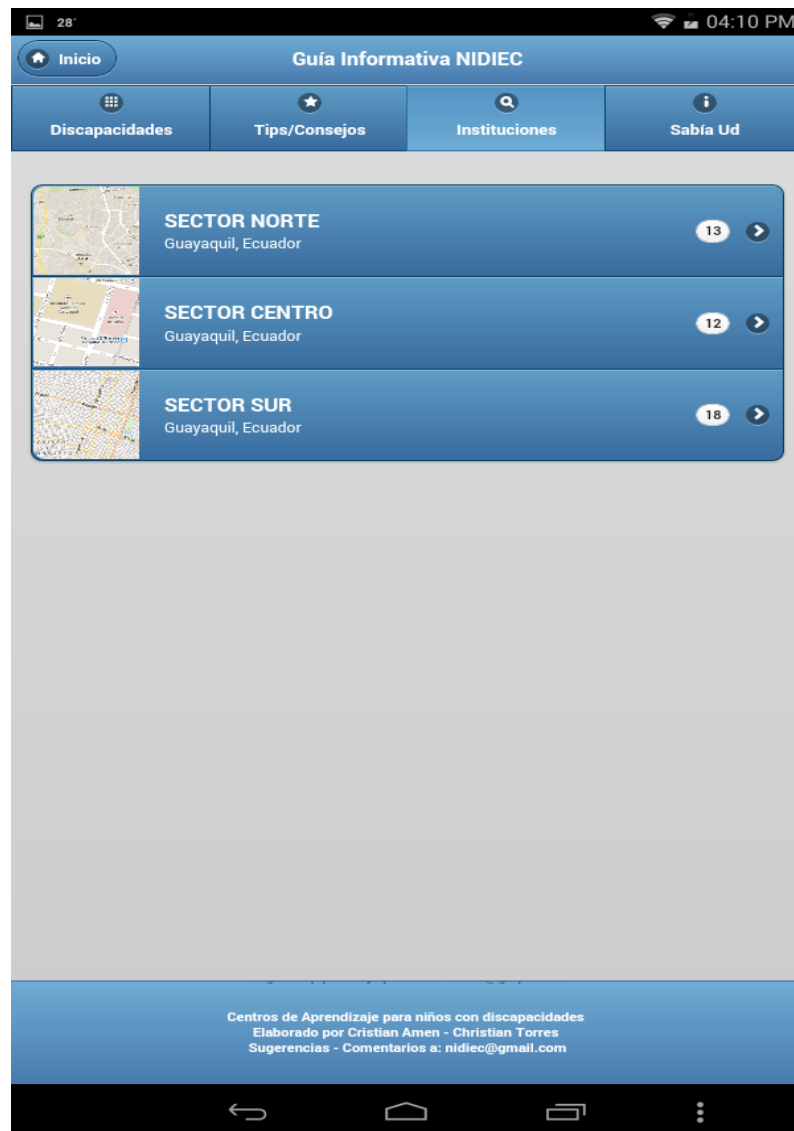 28°
04:10 PM
Inicio
Guía Informativa NIDIEC
Discapacidades
Tips/Consejos
Instituciones
Sabía Ud
SECTOR NORTE
Guayaquil, Ecuador
13
SECTOR CENTRO
Guayaquil, Ecuador
12
SECTOR SUR
Guayaquil, Ecuador
18
Centros de Aprendizaje para niños con discapacidades
Elaborado por Cristian Amen - Christian Torres
Sugerencias - Comentarios a: nidiec@gmail.com